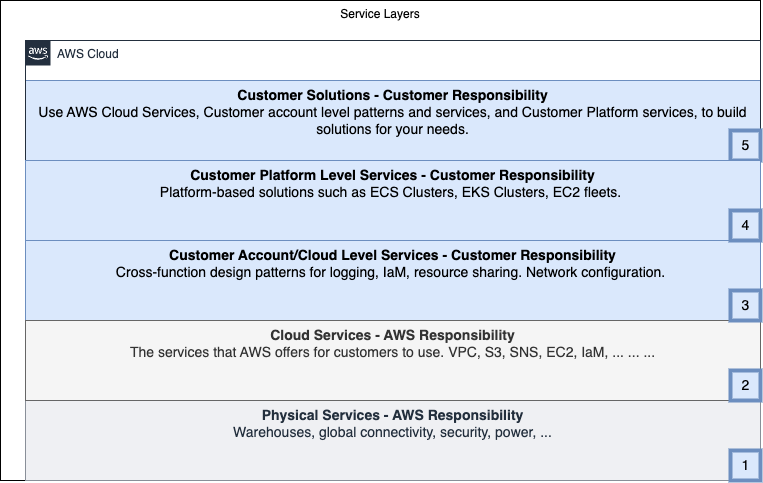 Service Layers
aws
AWS Cloud
Customer Solutions - Customer Responsibility
Use AWS Cloud Services, Customer account level patterns and services, and Customer Platform services, to build
solutions for your needs.
5
Customer Platform Level Services - Customer Responsibility
Platform-based solutions such as ECS Clusters, EKS Clusters, EC2 fleets.
4
Customer Account/Cloud Level Services - Customer Responsibility
Cross-function design patterns for logging, IaM, resource sharing. Network configuration.
3
Cloud Services - AWS Responsibility
The services that AWS offers for customers to use. VPC, S3, SNS, EC2, IaM, ... ... ...
2
Physical Services - AWS Responsibility
Warehouses, global connectivity, security, power, ...
1